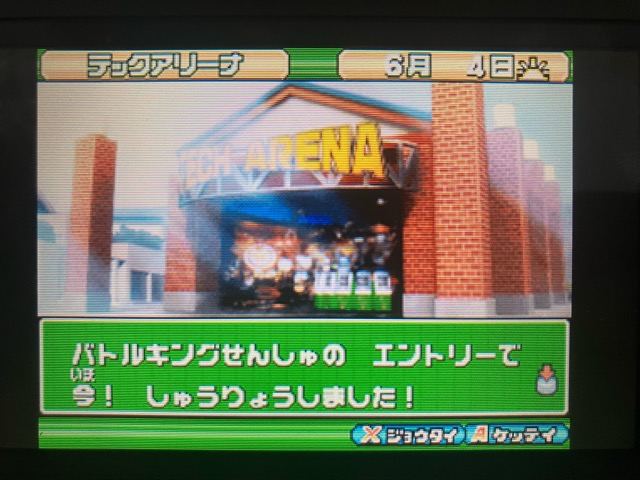 テックアリーナ
6月 4日
TECH ARENA
バトルキングせんしゅの エントリーで
いま
今！ しゅうりょうしました！
X ジョウタイ A ケッテイ